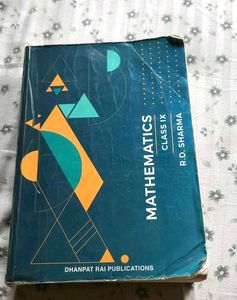 MATHEMATICS
CLASS IX
R.D. SHARMA
DHANPAT RAI PUBLICATIONS